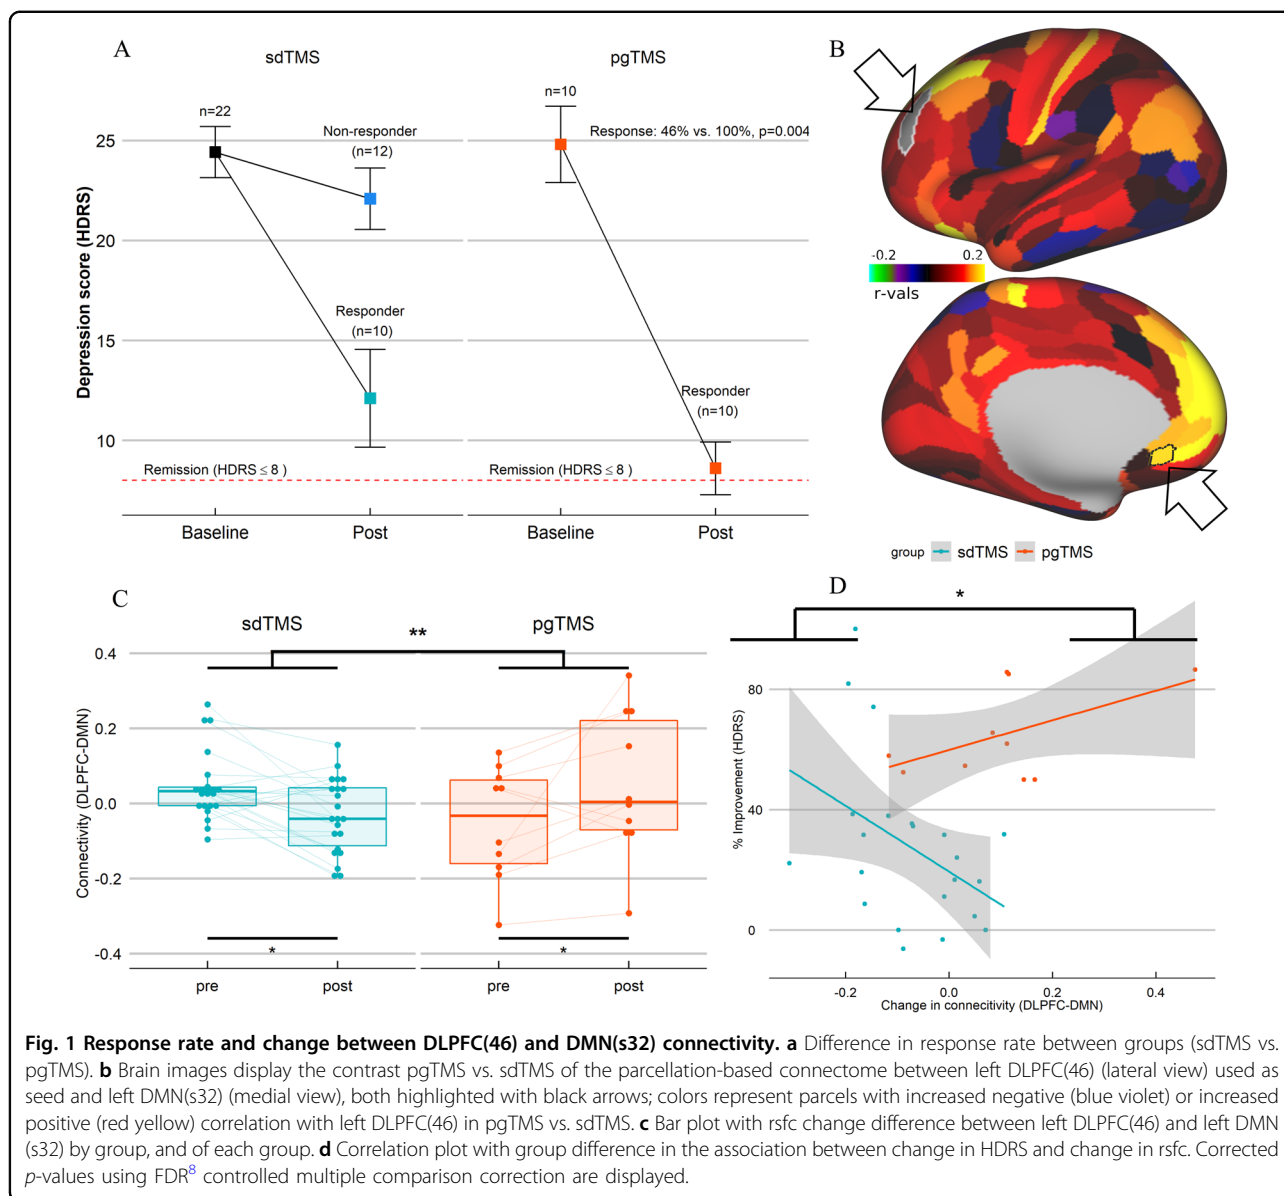 A
sdTMS
pgTMS
B
n=22
n=10
Non-responder
(n=12)
Response: 46% vs. 100%, p=0.004
25
20
15
10
Depression score (HDRS)
Responder
(n=10)
Responder
(n=10)
Remission (HDRS ≤ 8 )
Remission (HDRS ≤ 8 )
Baseline
Post
Baseline
Post
-0.2
0.2
r-vals
group
sdTMS
pgTMS
C
sdTMS
**
pgTMS
0.4
0.2
0.0
-0.2
-0.4
Connectivity (DLPFC-DMN)
*
*
pre
post
pre
post
D
*
80
40
0
% Improvement (HDRS)
-0.2
0.0
0.2
0.4
Change in connecitivity (DLPFC-DMN)
Fig. 1 Response rate and change between DLPFC(46) and DMN(s32) connectivity. a Difference in response rate between groups (sdTMS vs.
pgTMS). b Brain images display the contrast pgTMS vs. sdTMS of the parcellation-based connectome between left DLPFC(46) (lateral view) used as
seed and left DMN(s32) (medial view), both highlighted with black arrows; colors represent parcels with increased negative (blue violet) or increased
positive (red yellow) correlation with left DLPFC(46) in pgTMS vs. sdTMS. c Bar plot with rsfc change difference between left DLPFC(46) and left DMN
(s32) by group, and of each group. d Correlation plot with group difference in the association between change in HDRS and change in rsfc. Corrected
p-values using FDR8 controlled multiple comparison correction are displayed.